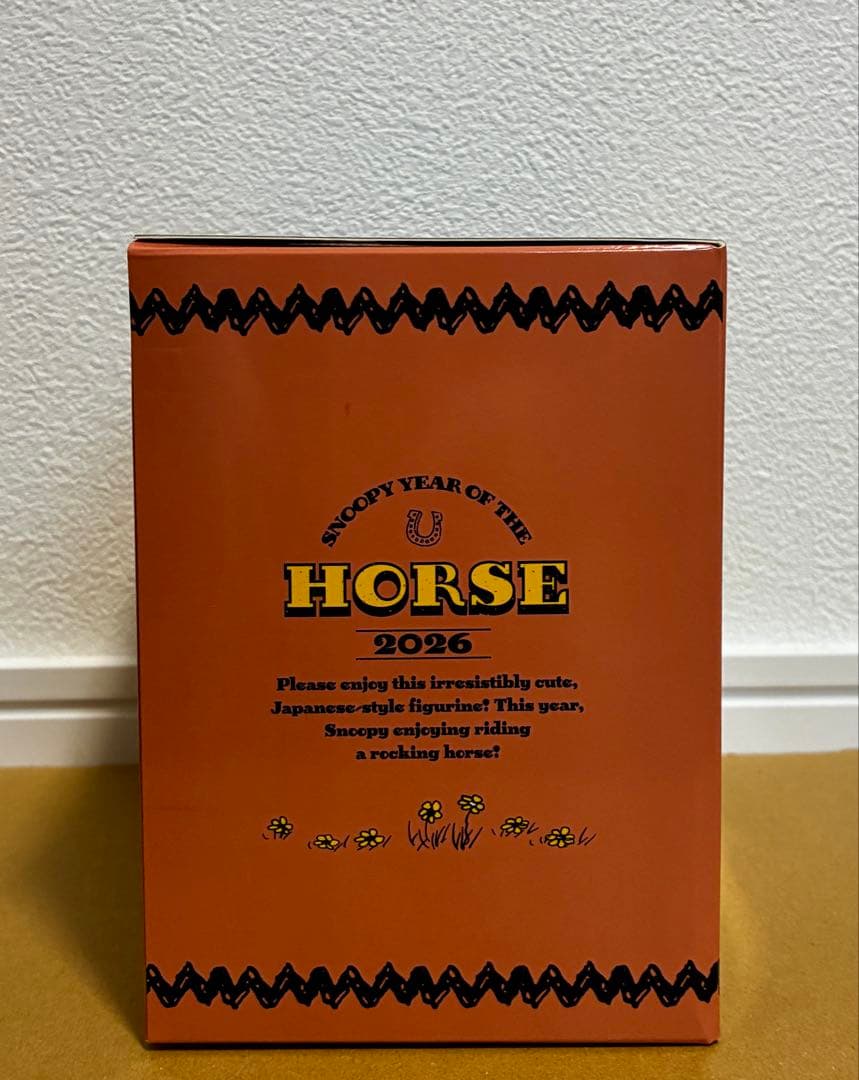 SNOOPY YEAR OF THE
HORSE
2026
Please enjoy this irresistibly cute,
Japanese-style figurine! This year,
Snoopy enjoying riding
a rocking horse!